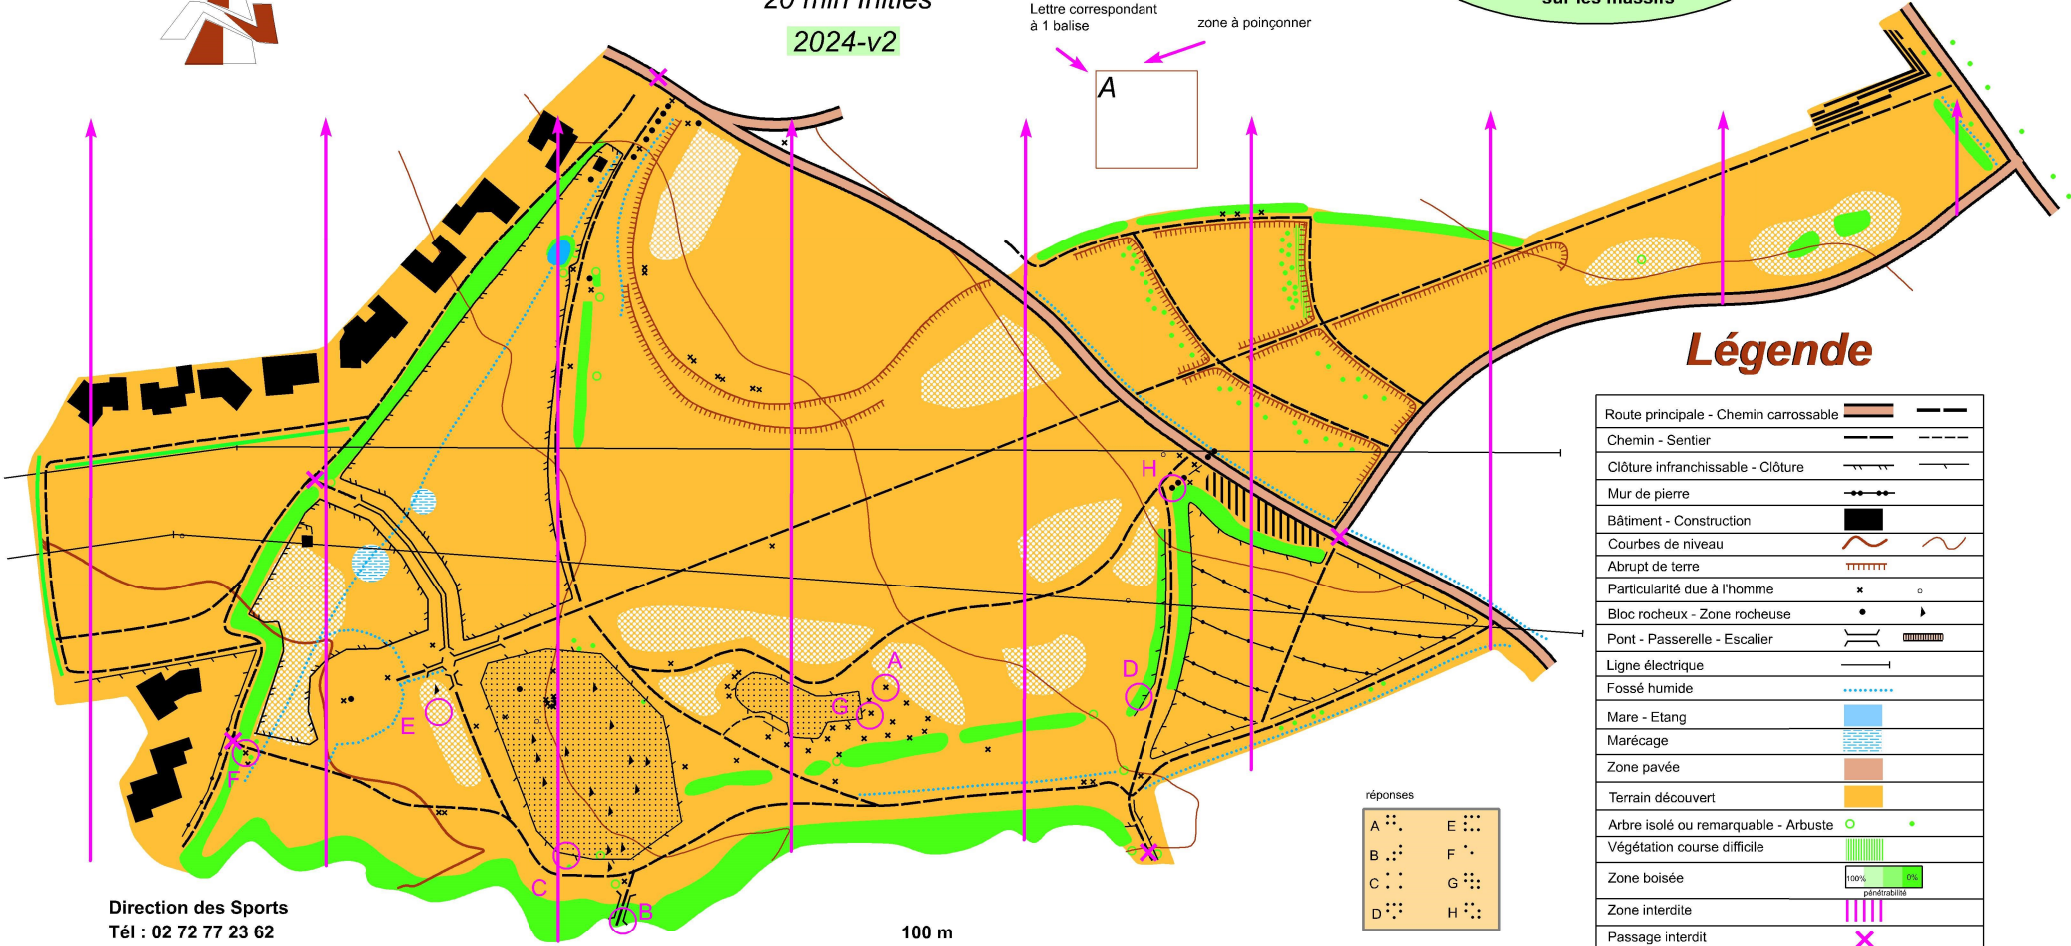 20 min Initiés
2024-v2
Lettre correspondant
à 1 balise
zone à poinçonner
A
sur les massifs
H
A
D
G
E
F
C
B
Légende
Route principale - Chemin carrossable
Chemin - Sentier
Clôture infranchissable - Clôture
Mur de pierre
Bâtiment - Construction
Courbes de niveau
Abrupt de terre
Particularité due à l'homme
Bloc rocheux - Zone rocheuse
Pont - Passerelle - Escalier
Ligne électrique
Fossé humide
Mare - Etang
Marécage
Zone pavée
Terrain découvert
Arbre isolé ou remarquable - Arbuste
Végétation course difficile
Zone boisée 100% 0%
pénétrabilité
Zone interdite
Passage interdit
réponses
A E
B F
C G
D H
Direction des Sports
Tél : 02 72 77 23 62
100 m